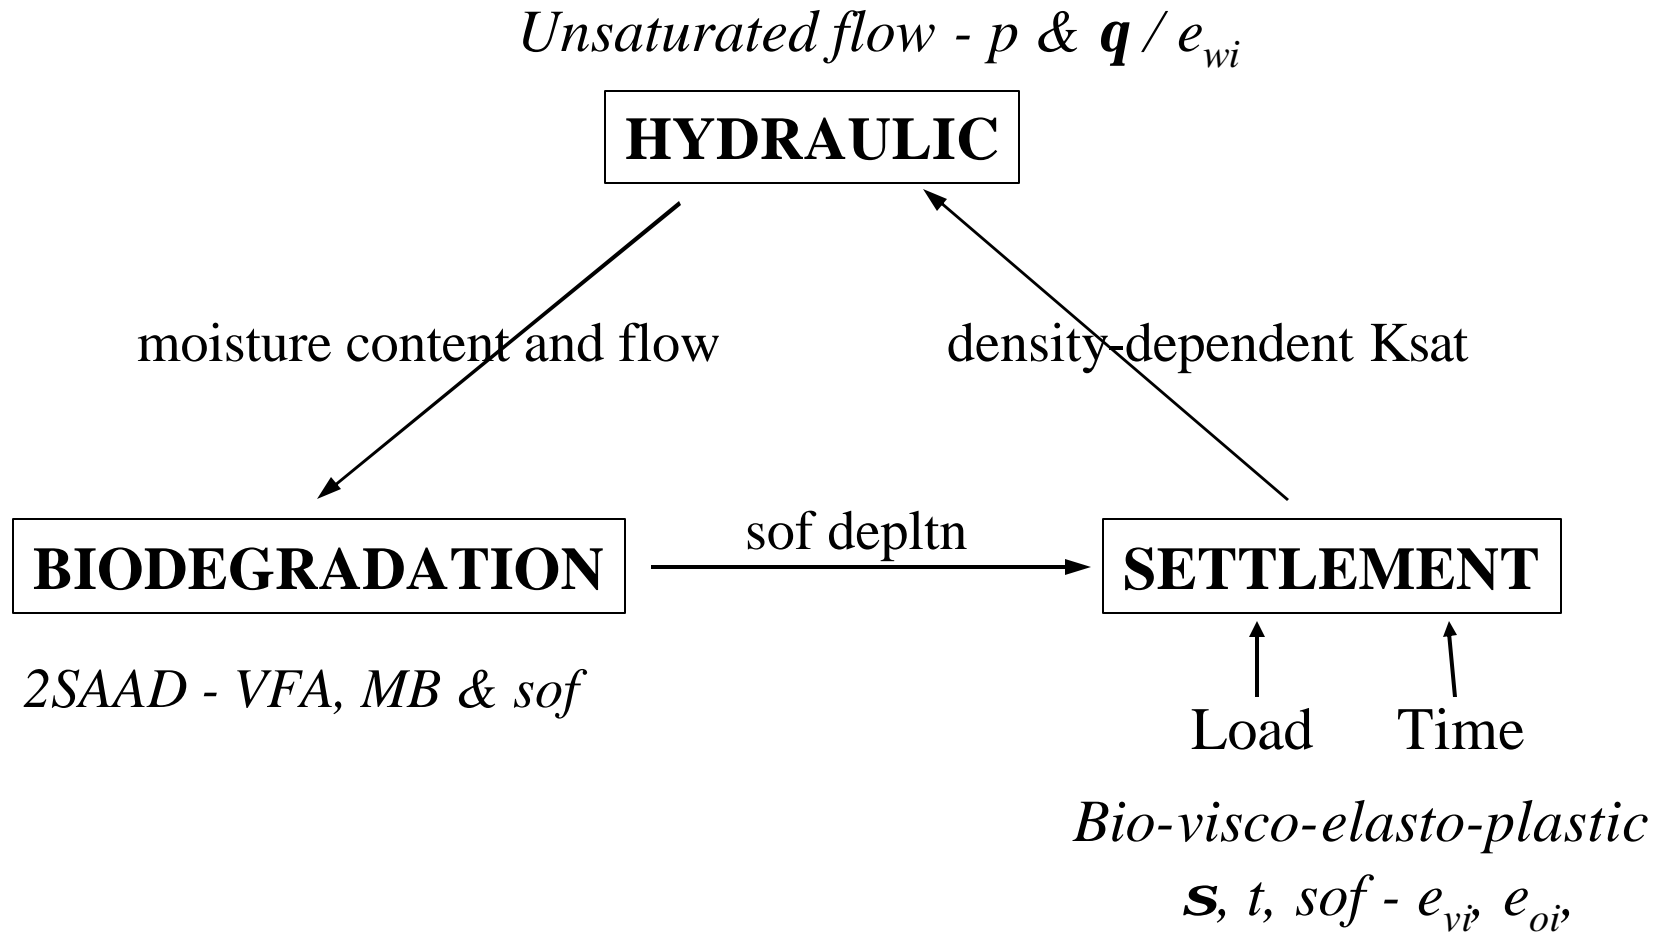 Unsaturated flow - p & q / e_wi
HYDRAULIC
moisture content and flow
density-dependent Ksat
sof depltn
BIODEGRADATION
SETTLEMENT
2SAAD - VFA, MB & sof
Load
Time
Bio-visco-elasto-plastic
s, t, sof - e_vi, e_oi,